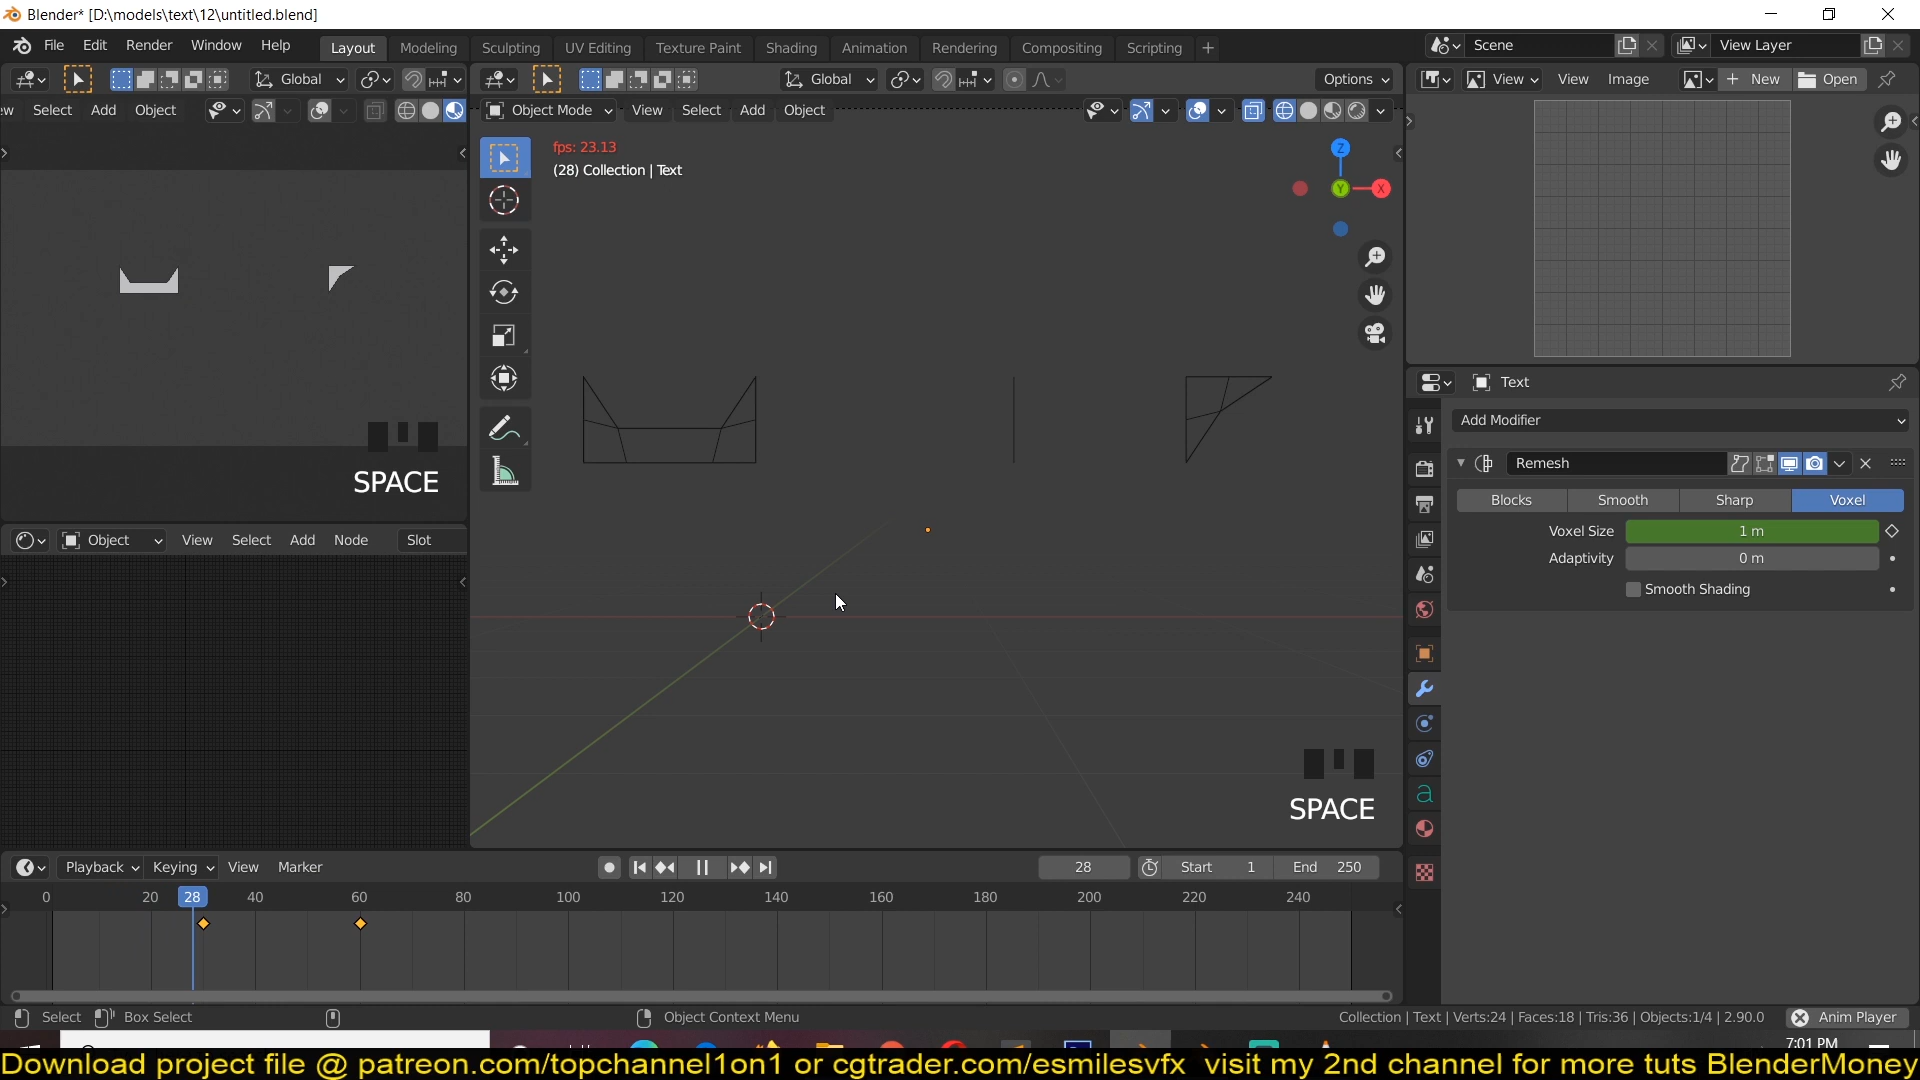 Blender* [D:\models\text\12\untitled.blend]
File Edit Render Window Help Layout Modeling Sculpting UV Editing Texture Paint Shading Animation Rendering Compositing Scripting + Scene View Layer
Global Global Options View View Image New Open
ew Select Add Object Object Mode View Select Add Object
fps: 23.13
(28) Collection | Text
Z
Y X
Text
Add Modifier
Remesh
Blocks Smooth Sharp Voxel
Voxel Size 1 m
Adaptivity 0 m
Smooth Shading
SPACE
Object View Select Add Node Slot
SPACE
Playback Keying View Marker 28 Start 1 End 250
0 20 28 40 60 80 100 120 140 160 180 200 220 240
Select Box Select Object Context Menu Collection | Text | Verts:24 | Faces:18 | Tris:36 | Objects:1/4 | 2.90.0 Anim Player
7:01 PM
Download project file @ patreon.com/topchannel1on1 or cgtrader.com/esmilesvfx visit my 2nd channel for more tuts BlenderMoney